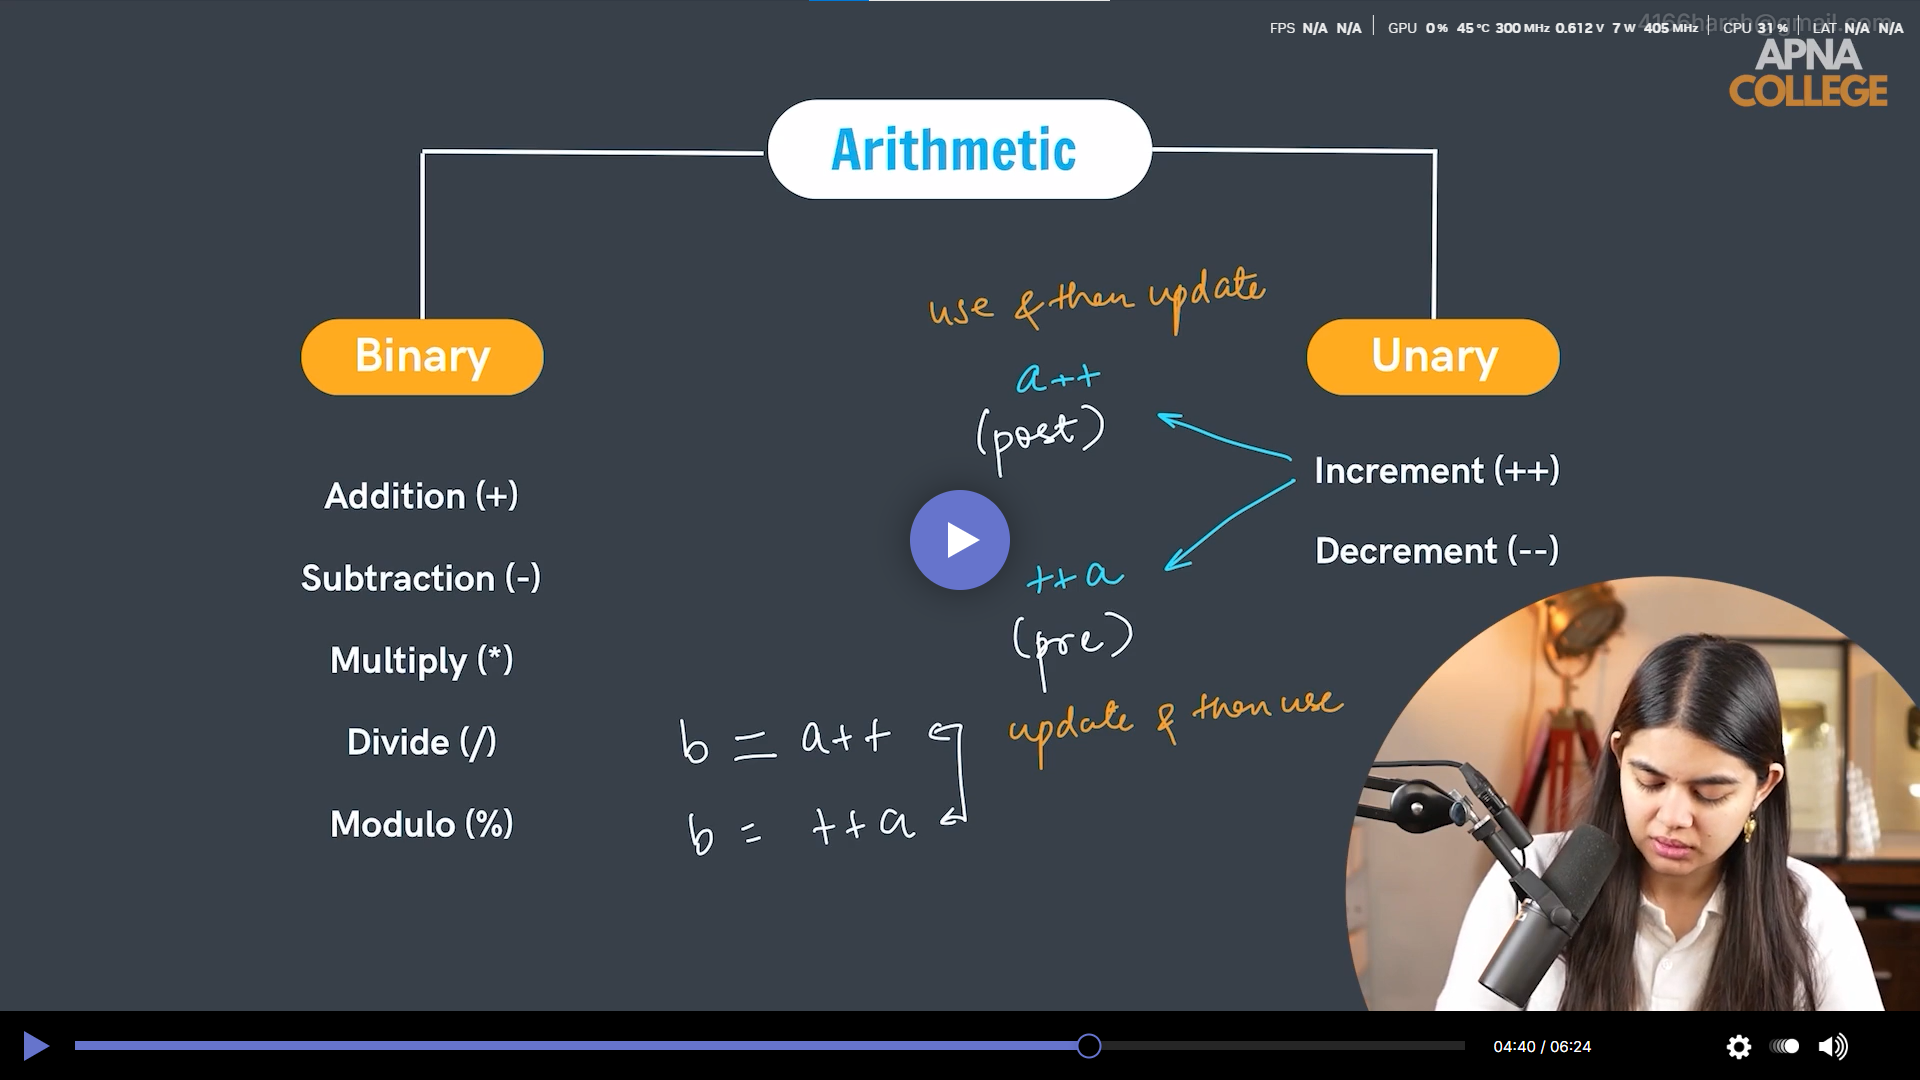 FPS N/A N/A | GPU 0% 45°C 300 MHz 0.612 V 7 W 405 MHz | CPU 31% | LAT N/A N/A
4166harsh@gmail.com
APNA
COLLEGE
Arithmetic
use & then update
Binary
Unary
a++
(post)
Increment (++)
Addition (+)
Decrement (--)
Subtraction (-)
++a
(pre)
Multiply (*)
update & then use
Divide (/)
b = a++
Modulo (%)
b = ++a
04:40 / 06:24